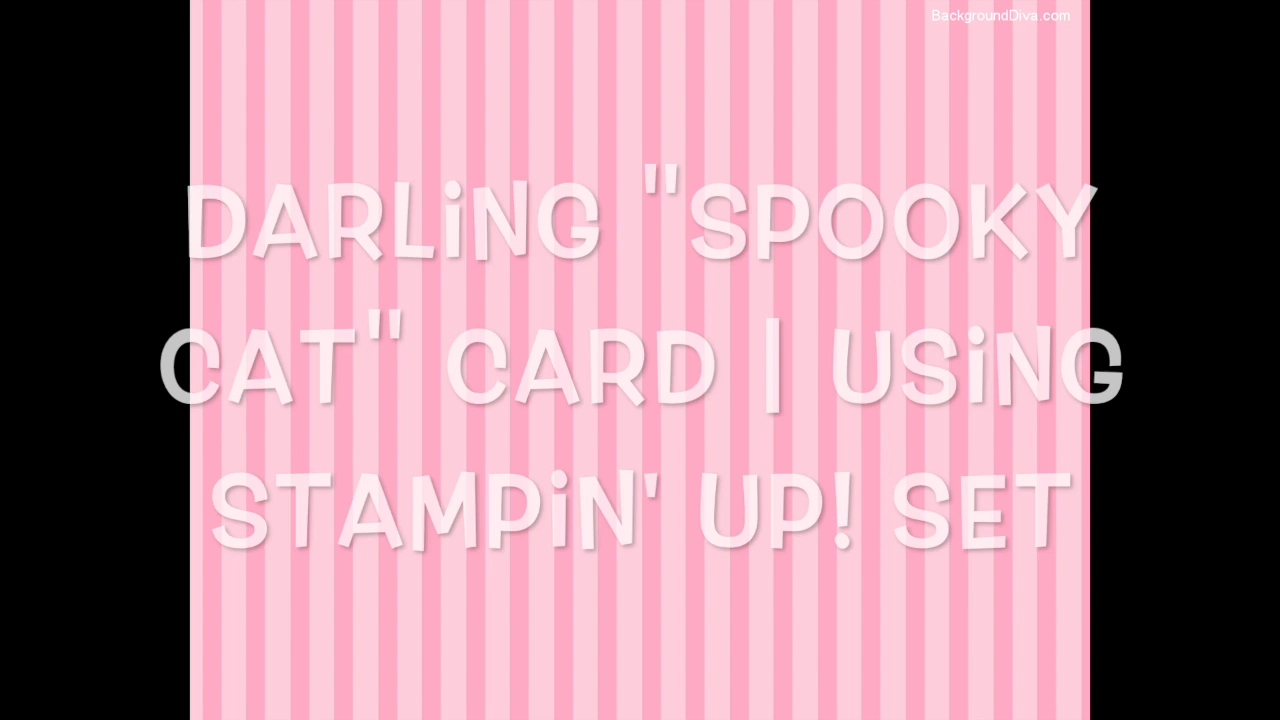 BackgroundDiva.com
DARLiNG "SPOOKY
CAT" CARD | USiNG
STAMPiN' UP! SET